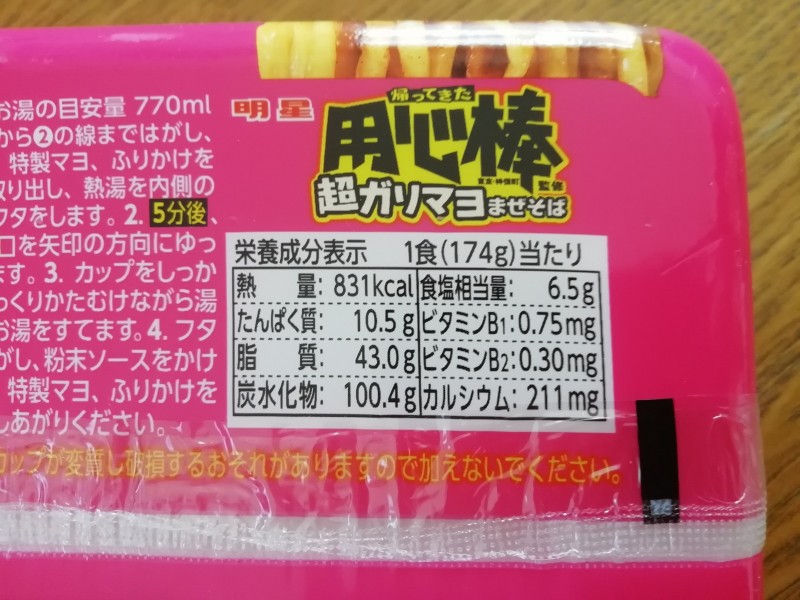 お湯の目安量 770ml
から❷の線まではがし、
特製マヨ、ふりかけを
取り出し、熱湯を内側の
フタをします。2. 5分後、
口を矢印の方向にゆっ
ます。3. カップをしっか
っくりかたむけながら湯
お湯をすてます。4. フタ
がし、粉末ソースをかけ
特製マヨ、ふりかけを
しあがりください。
カップが変質し破損するおそれがありますので加えないでください。
明星
帰ってきた
用心棒
東京・神保町 監修
超ガリマヨまぜそば
栄養成分表示 1食(174g)当たり
熱量: 831kcal 食塩相当量: 6.5g
たんぱく質: 10.5g ビタミンB1: 0.75mg
脂質: 43.0g ビタミンB2: 0.30mg
炭水化物: 100.4g カルシウム: 211mg